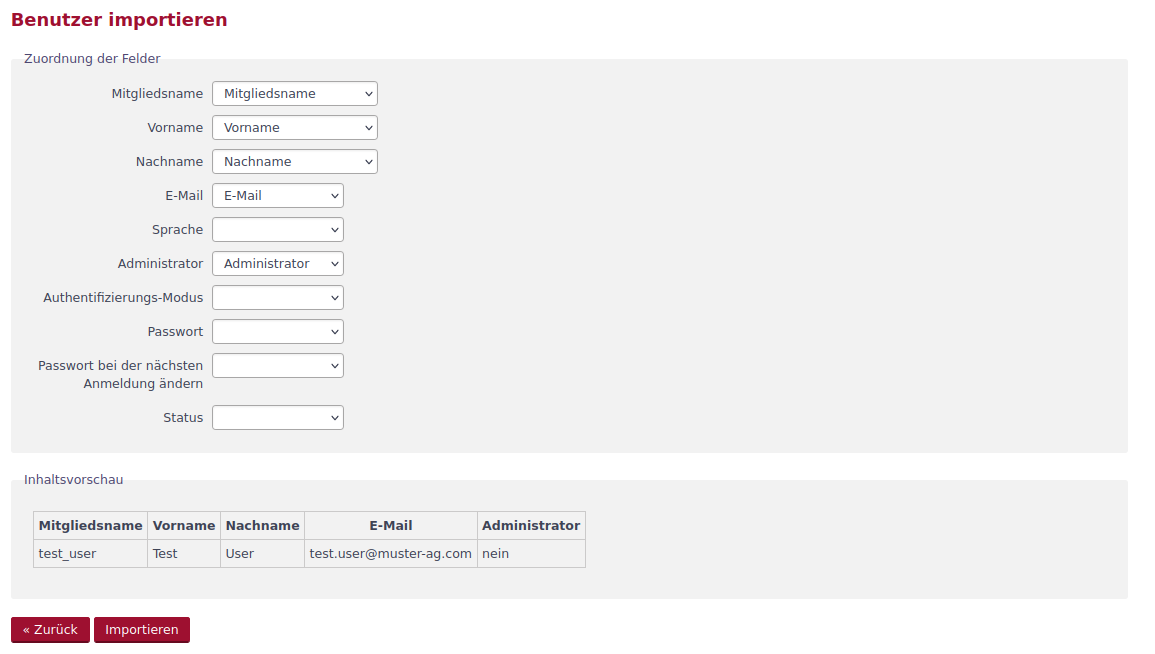 Benutzer importieren
Zuordnung der Felder
Mitgliedsname Mitgliedsname
Vorname Vorname
Nachname Nachname
E-Mail E-Mail
Sprache
Administrator Administrator
Authentifizierungs-Modus
Passwort
Passwort bei der nächsten
Anmeldung ändern
Status
Inhaltsvorschau
Mitgliedsname Vorname Nachname E-Mail Administrator
test_user Test User test.user@muster-ag.com nein
« Zurück Importieren